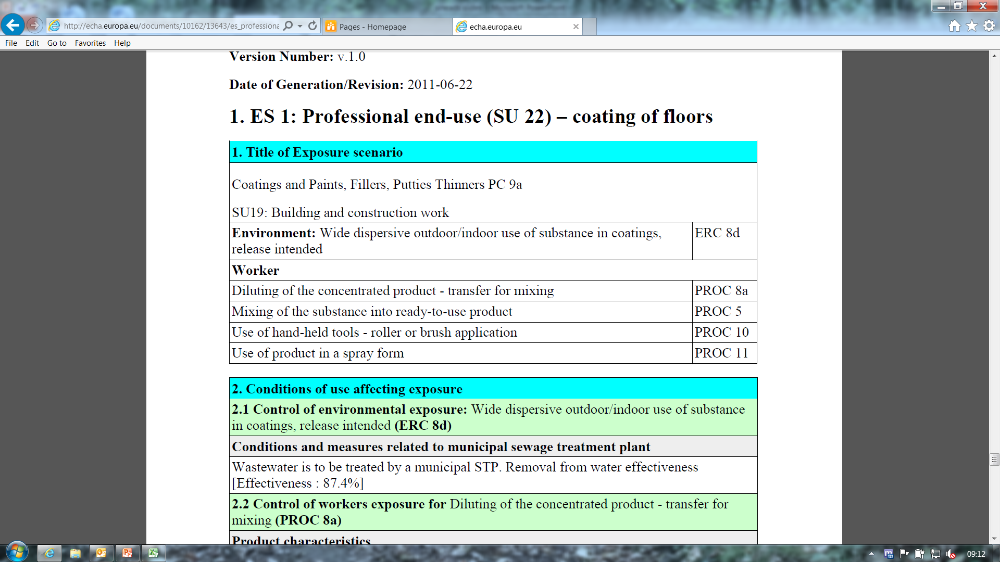 http://echa.europa.eu/documents/10162/13643/es_professiona
Pages - Homepage
echa.europa.eu
File Edit Go to Favorites Help
Version Number: v.1.0
Date of Generation/Revision: 2011-06-22
1. ES 1: Professional end-use (SU 22) – coating of floors
1. Title of Exposure scenario
Coatings and Paints, Fillers, Putties Thinners PC 9a
SU19: Building and construction work
Environment: Wide dispersive outdoor/indoor use of substance in coatings, ERC 8d
release intended
Worker
Diluting of the concentrated product - transfer for mixing PROC 8a
Mixing of the substance into ready-to-use product PROC 5
Use of hand-held tools - roller or brush application PROC 10
Use of product in a spray form PROC 11
2. Conditions of use affecting exposure
2.1 Control of environmental exposure: Wide dispersive outdoor/indoor use of substance
in coatings, release intended (ERC 8d)
Conditions and measures related to municipal sewage treatment plant
Wastewater is to be treated by a municipal STP. Removal from water effectiveness
[Effectiveness : 87.4%]
2.2 Control of workers exposure for Diluting of the concentrated product - transfer for
mixing (PROC 8a)
Product characteristics
09:12